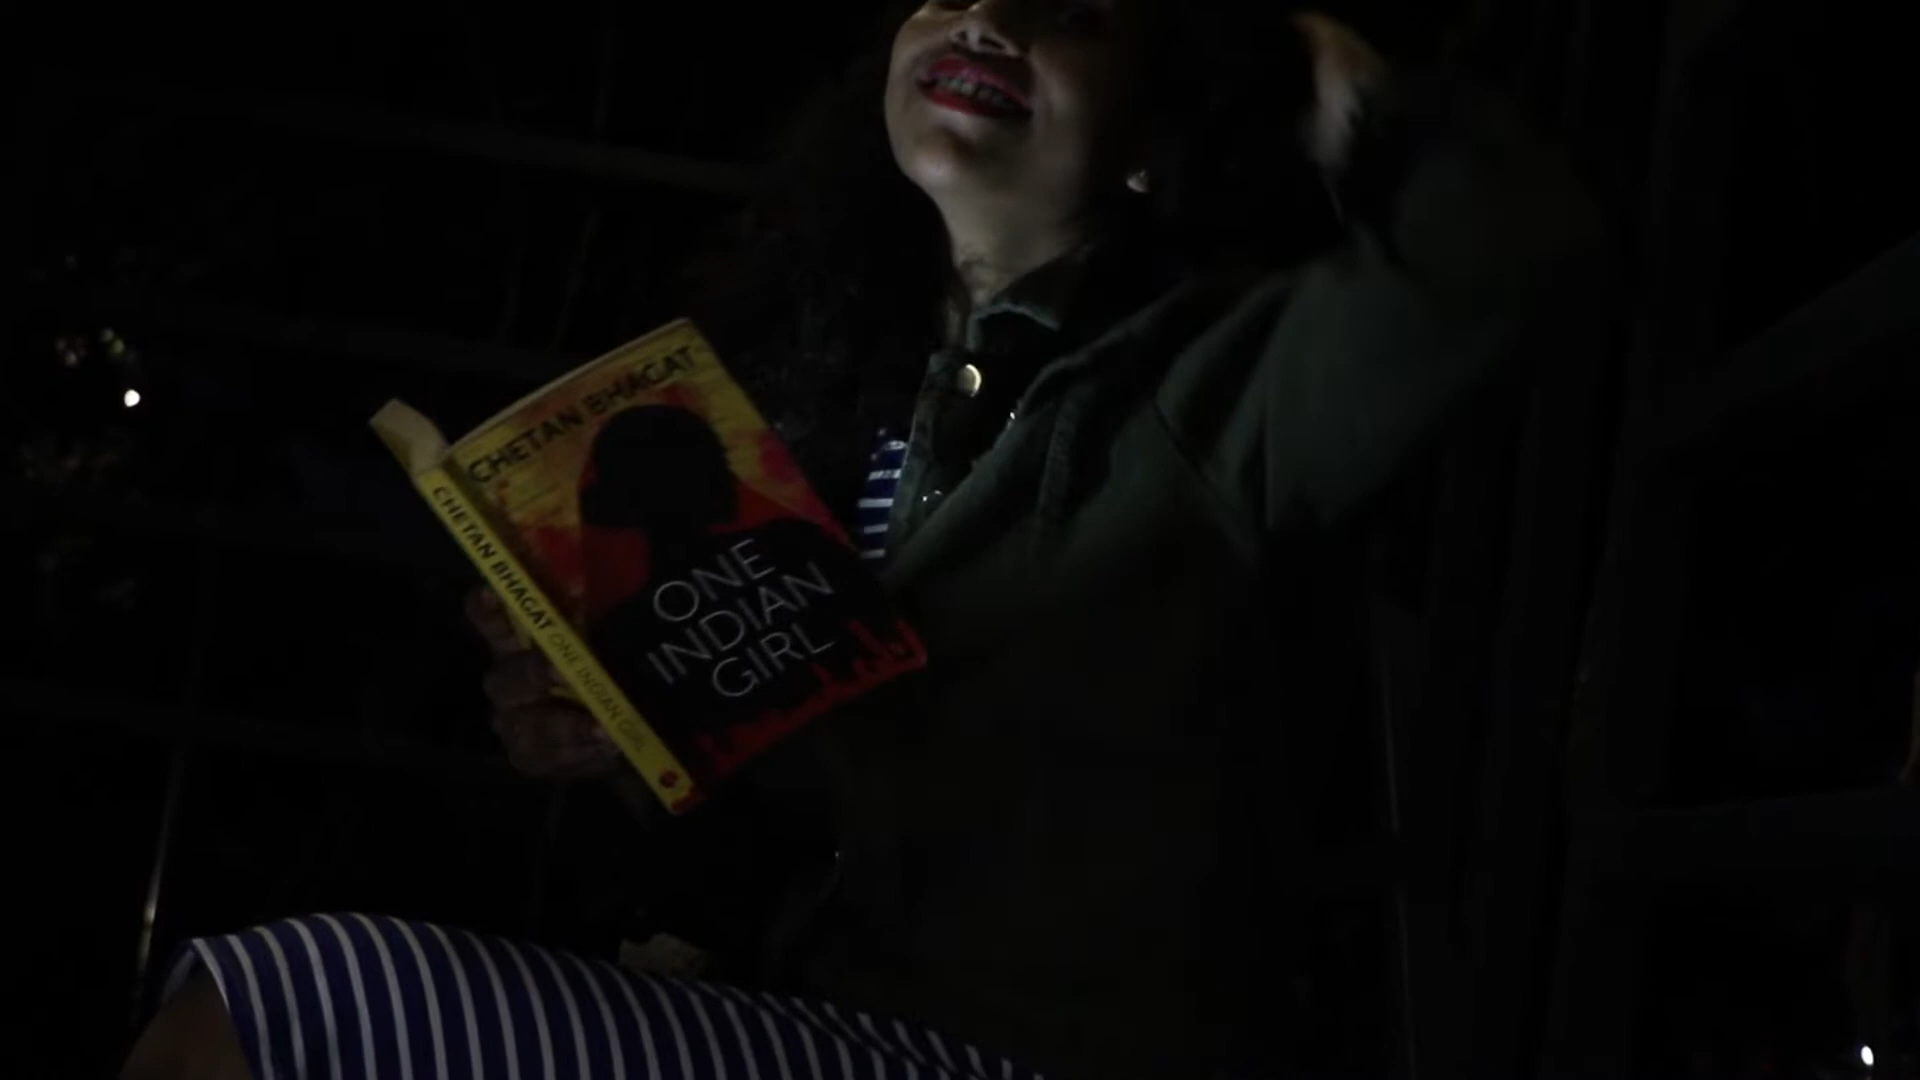 CHETAN BHAGAT
ONE
INDIAN
GIRL
CHETAN BHAGAT ONE INDIAN GIRL